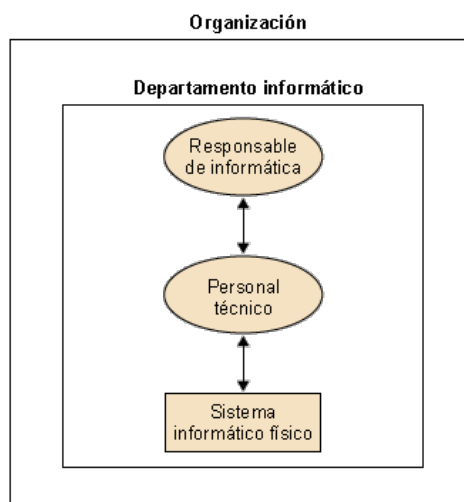 Organización
Departamento informático
Responsable
de informática
Personal
técnico
Sistema
informático físico